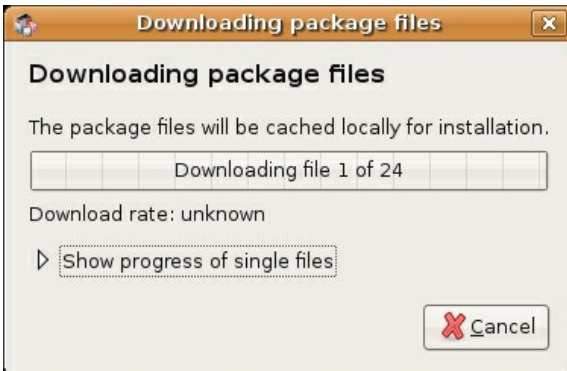 Downloading package files
Downloading package files
The package files will be cached locally for installation.
Downloading file 1 of 24
Download rate: unknown
Show progress of single files
Cancel